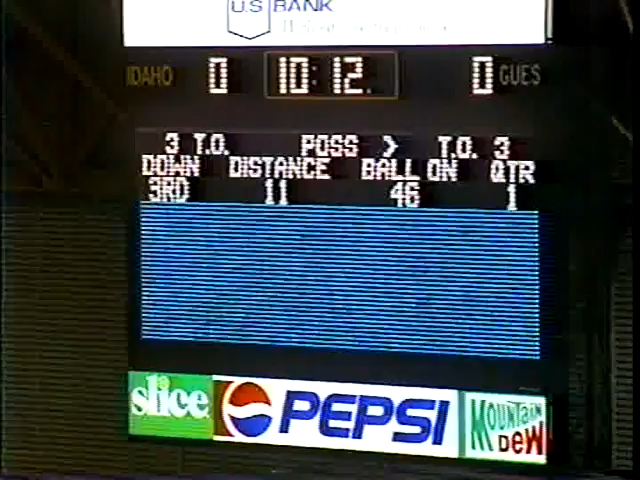 U.S BANK
IDAHO 0 10:12. 0 GUES
3 T.O. POSS > T.O. 3
DOWN DISTANCE BALL ON QTR
3RD 11 46 1
slice PEPSI MOUNTAIN DEW